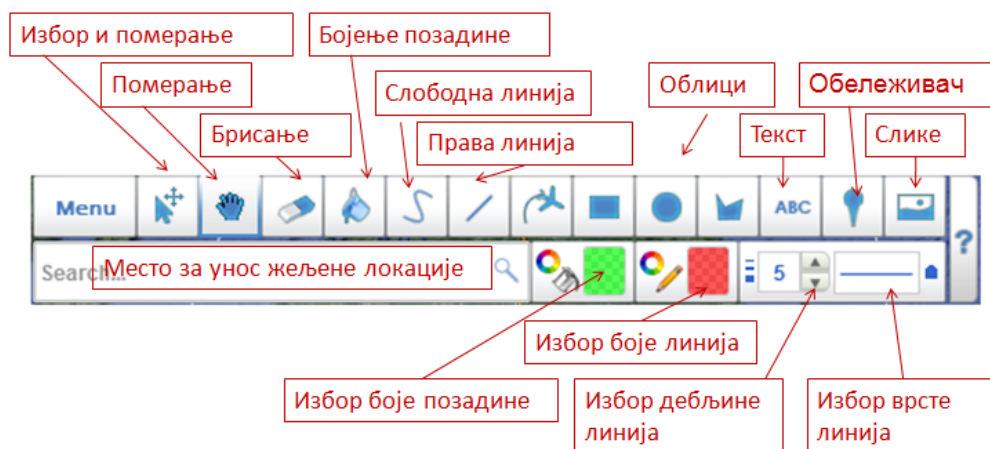 Избор и померање
Бојење позадине
Померање
Слободна линија
Облици
Обележивач
Брисање
Права линија
Текст
Слике
Menu
ABC
?
Search...
Место за унос жељене локације
5
Избор боје линија
Избор боје позадине
Избор дебљине
линија
Избор врсте
линија